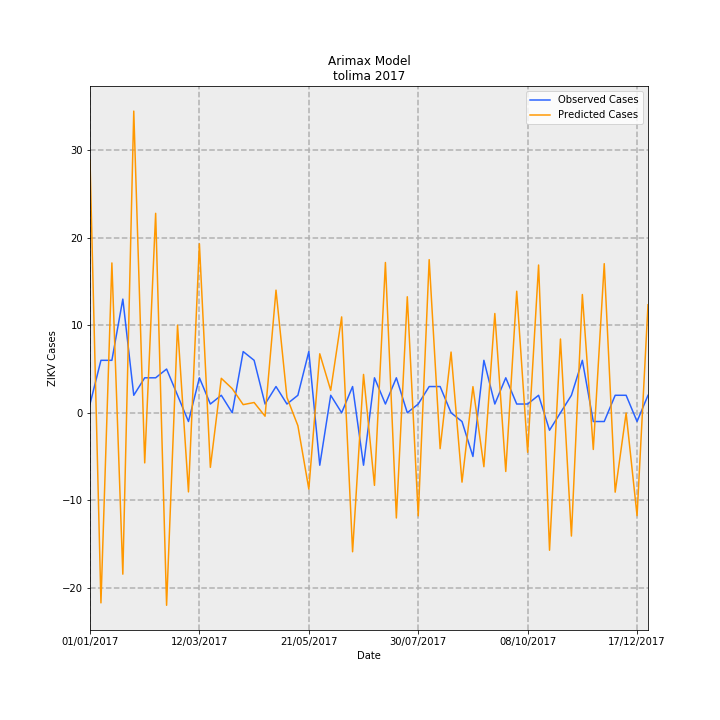 Arimax Model
tolima 2017
Observed Cases
Predicted Cases
ZIKV Cases
30
20
10
0
−10
−20
01/01/2017 12/03/2017 21/05/2017 30/07/2017 08/10/2017 17/12/2017
Date